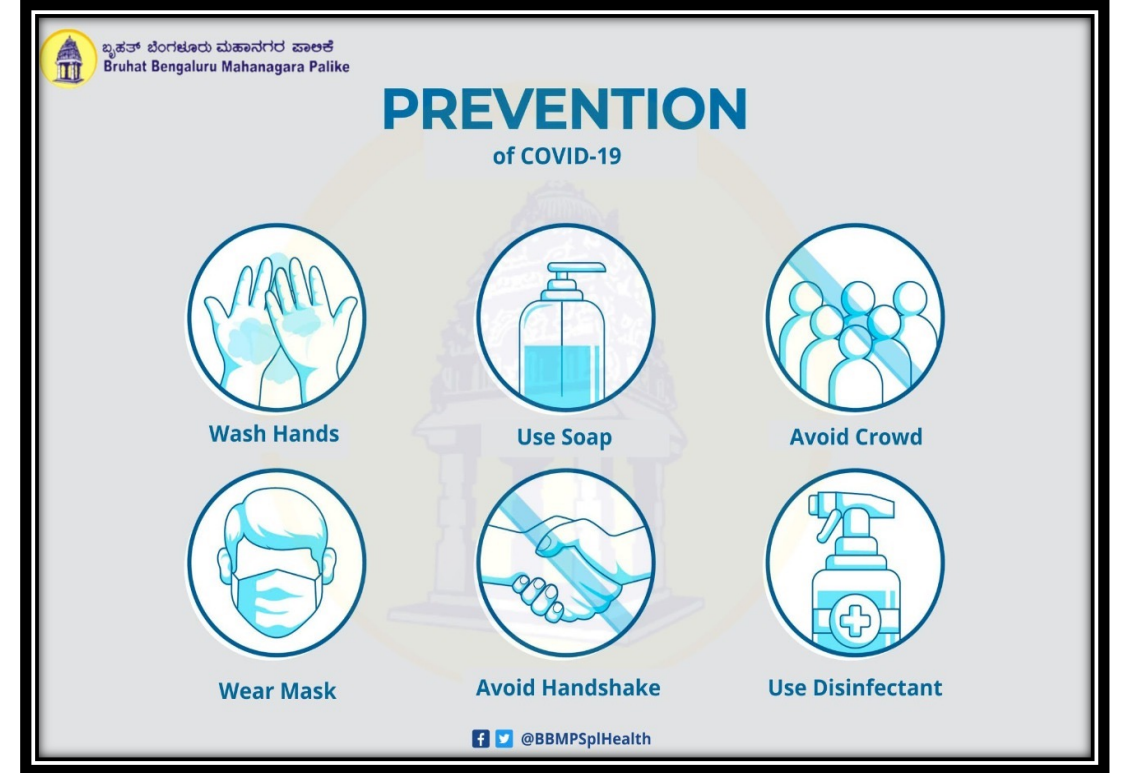 ಬೃಹತ್ ಬೆಂಗಳೂರು ಮಹಾನಗರ ಪಾಲಿಕೆ
Bruhat Bengaluru Mahanagara Palike
PREVENTION
of COVID-19
Wash Hands
Use Soap
Avoid Crowd
Wear Mask
Avoid Handshake
Use Disinfectant
@BBMPSplHealth